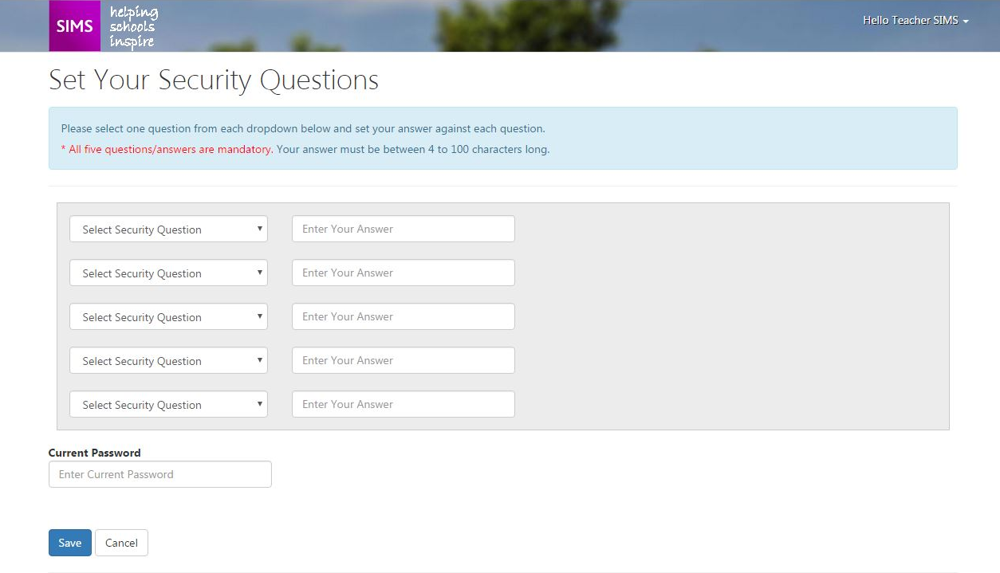 SIMS
helping
schools
inspire
Hello Teacher SIMS
Set Your Security Questions
Please select one question from each dropdown below and set your answer against each question.
* All five questions/answers are mandatory. Your answer must be between 4 to 100 characters long.
Select Security Question Enter Your Answer
Select Security Question Enter Your Answer
Select Security Question Enter Your Answer
Select Security Question Enter Your Answer
Select Security Question Enter Your Answer
Current Password
Enter Current Password
Save Cancel